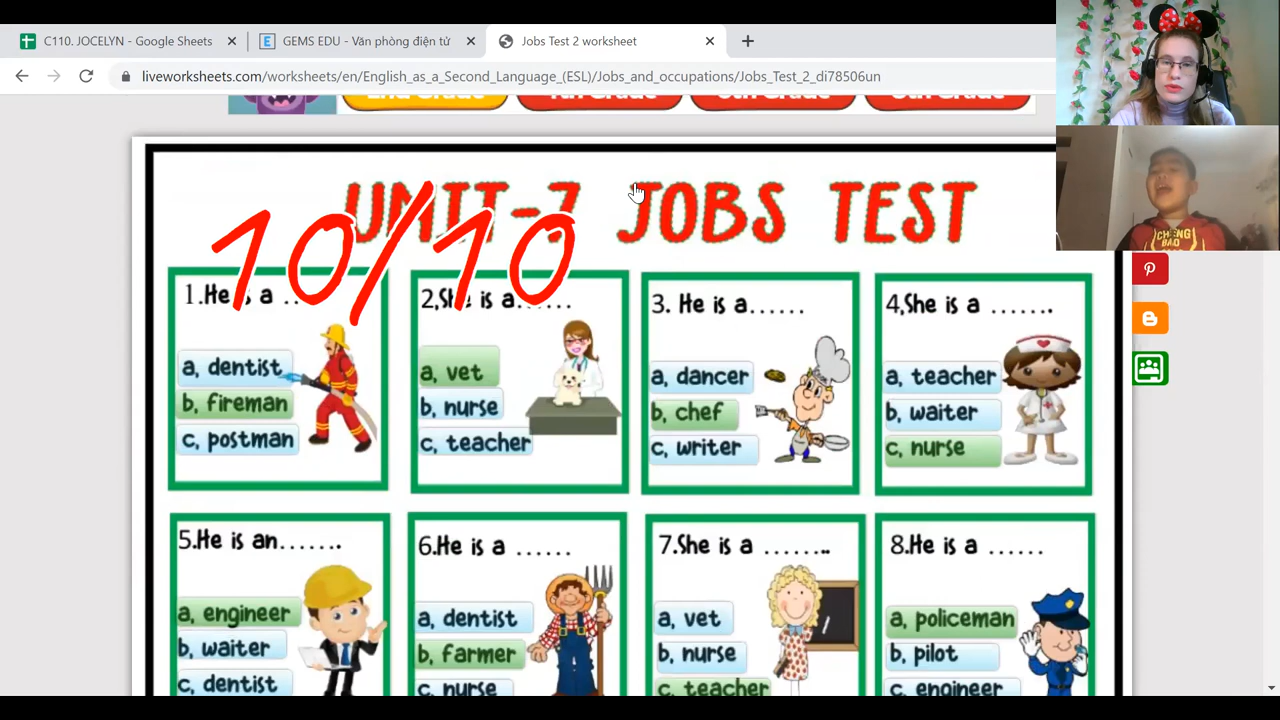 C110. JOCELYN - Google Sheets
GEMS EDU - Văn phòng điện tử
Jobs Test 2 worksheet
liveworksheets.com/worksheets/en/English_as_a_Second_Language_(ESL)/Jobs_and_occupations/Jobs_Test_2_di78506un
2nd Grade
4th Grade
UNIT-7 JOBS TEST
10/10
1.He is a ..
a, dentist
b, fireman
c, postman
2,She is a......
a, vet
b, nurse
c, teacher
3. He is a......
a, dancer
b, chef
c, writer
4,She is a .......
a, teacher
b, waiter
c, nurse
5.He is an.......
a, engineer
b, waiter
c, dentist
6.He is a ......
a, dentist
b, farmer
c, nurse
7.She is a ........
a, vet
b, nurse
c, teacher
8.He is a ......
a, policeman
b, pilot
c, engineer